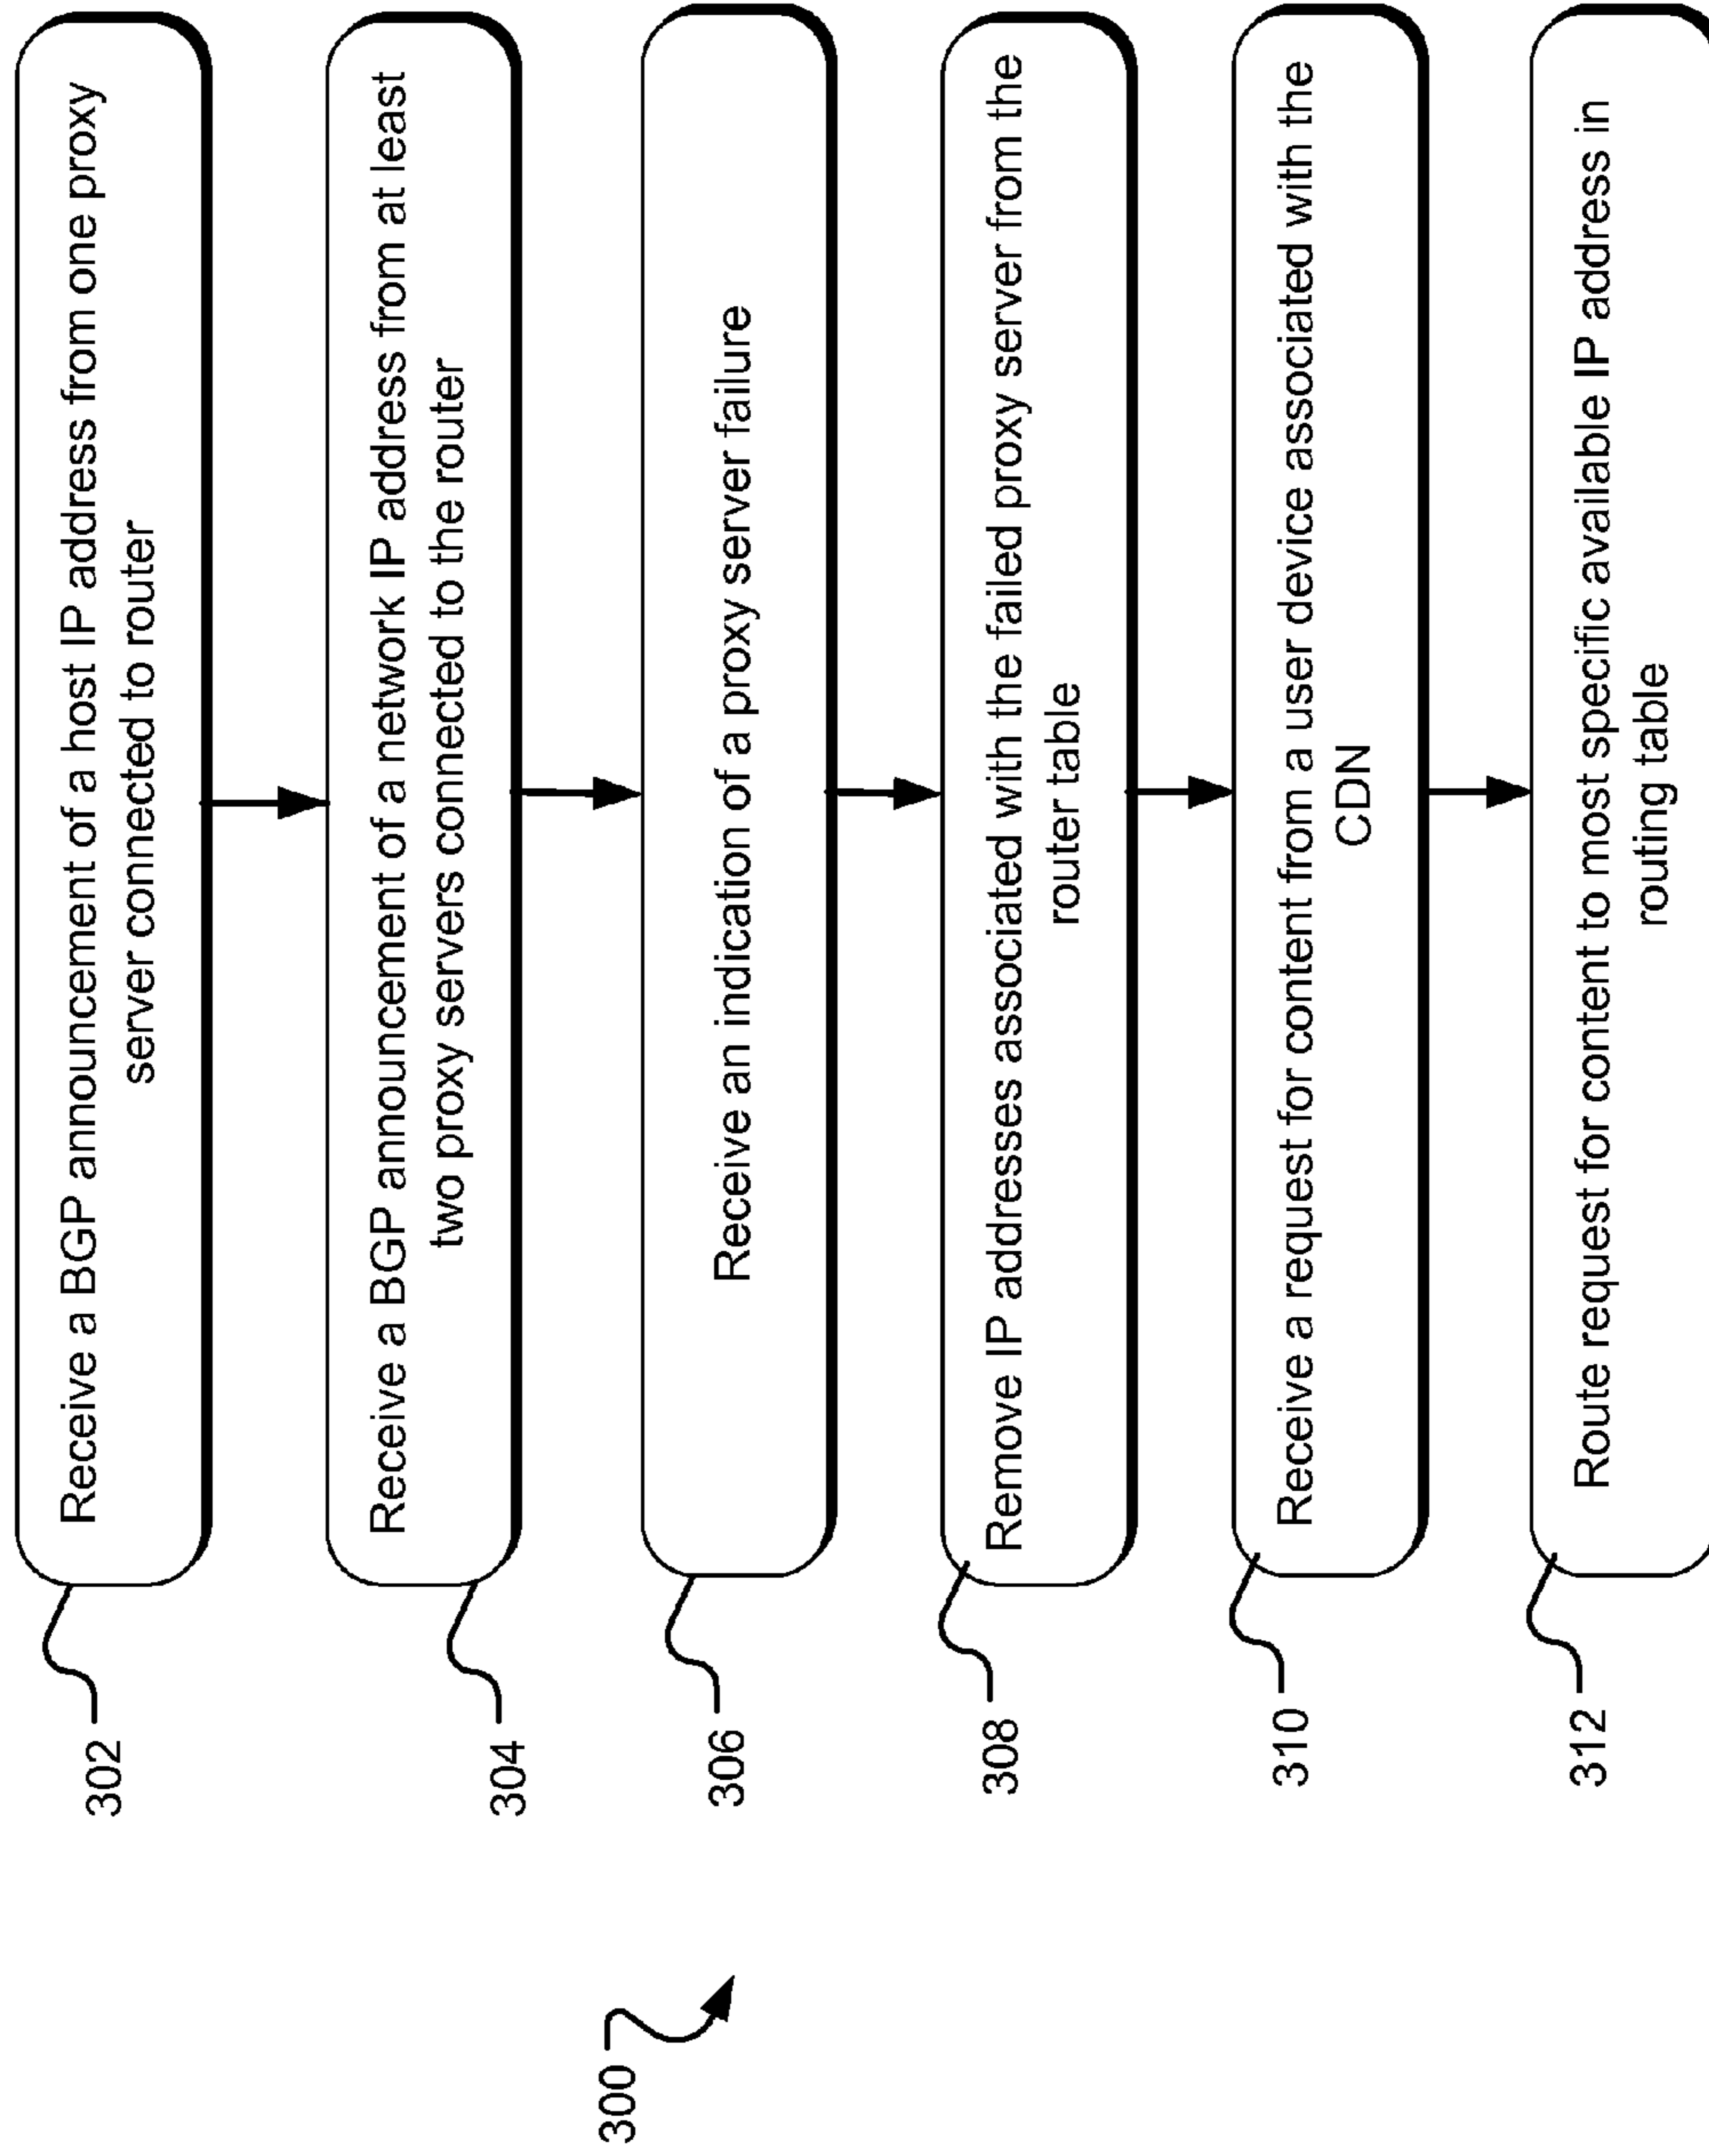 300
302
Receive a BGP announcement of a host IP address from one proxy
server connected to router
304
Receive a BGP announcement of a network IP address from at least
two proxy servers connected to the router
306
Receive an indication of a proxy server failure
308
Remove IP addresses associated with the failed proxy server from the
router table
310
Receive a request for content from a user device associated with the
CDN
312
Route request for content to most specific available IP address in
routing table